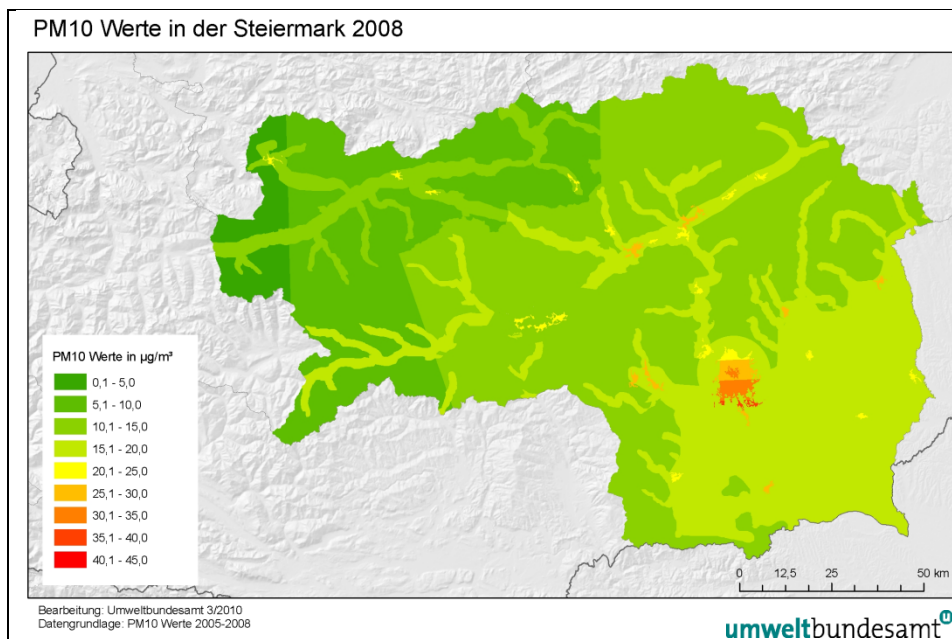 PM10 Werte in der Steiermark 2008
PM10 Werte in µg/m³
0,1 - 5,0
5,1 - 10,0
10,1 - 15,0
15,1 - 20,0
20,1 - 25,0
25,1 - 30,0
30,1 - 35,0
35,1 - 40,0
40,1 - 45,0
0 12,5 25 50 km
Bearbeitung: Umweltbundesamt 3/2010
Datengrundlage: PM10 Werte 2005-2008
umweltbundesamt u